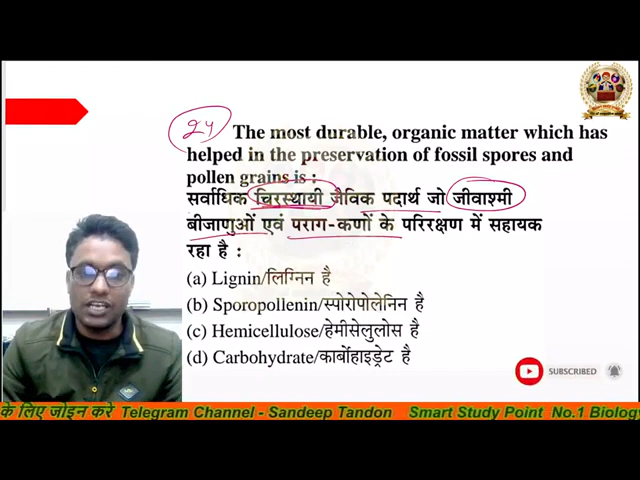 24 The most durable, organic matter which has
helped in the preservation of fossil spores and
pollen grains is :
सर्वाधिक चिरस्थायी जैविक पदार्थ जो जीवाश्मी
बीजाणुओं एवं पराग-कणों के परिरक्षण में सहायक
रहा है :
(a) Lignin/लिग्निन है
(b) Sporopollenin/स्पोरोपोलेनिन है
(c) Hemicellulose/हेमीसेलुलोस है
(d) Carbohydrate/कार्बोहाइड्रेट है
SUBSCRIBED
के लिए जोइन करे Telegram Channel - Sandeep Tandon Smart Study Point No.1 Biology